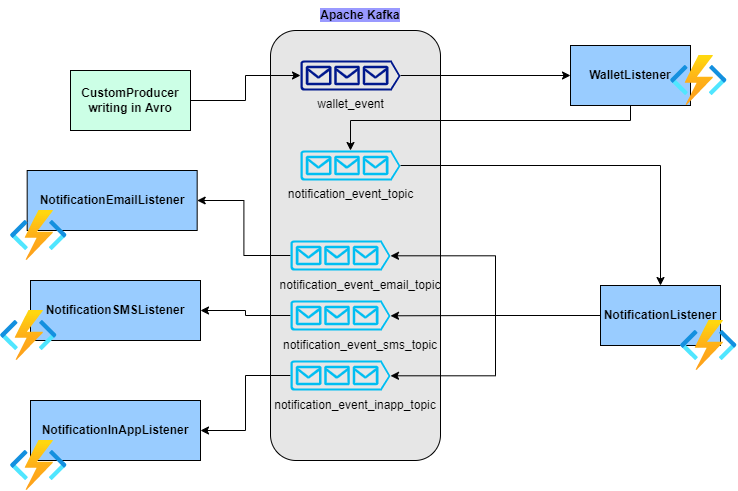 Apache Kafka
CustomProducer
writing in Avro
wallet_event
WalletListener
notification_event_topic
NotificationEmailListener
notification_event_email_topic
NotificationSMSListener
notification_event_sms_topic
NotificationListener
notification_event_inapp_topic
NotificationInAppListener